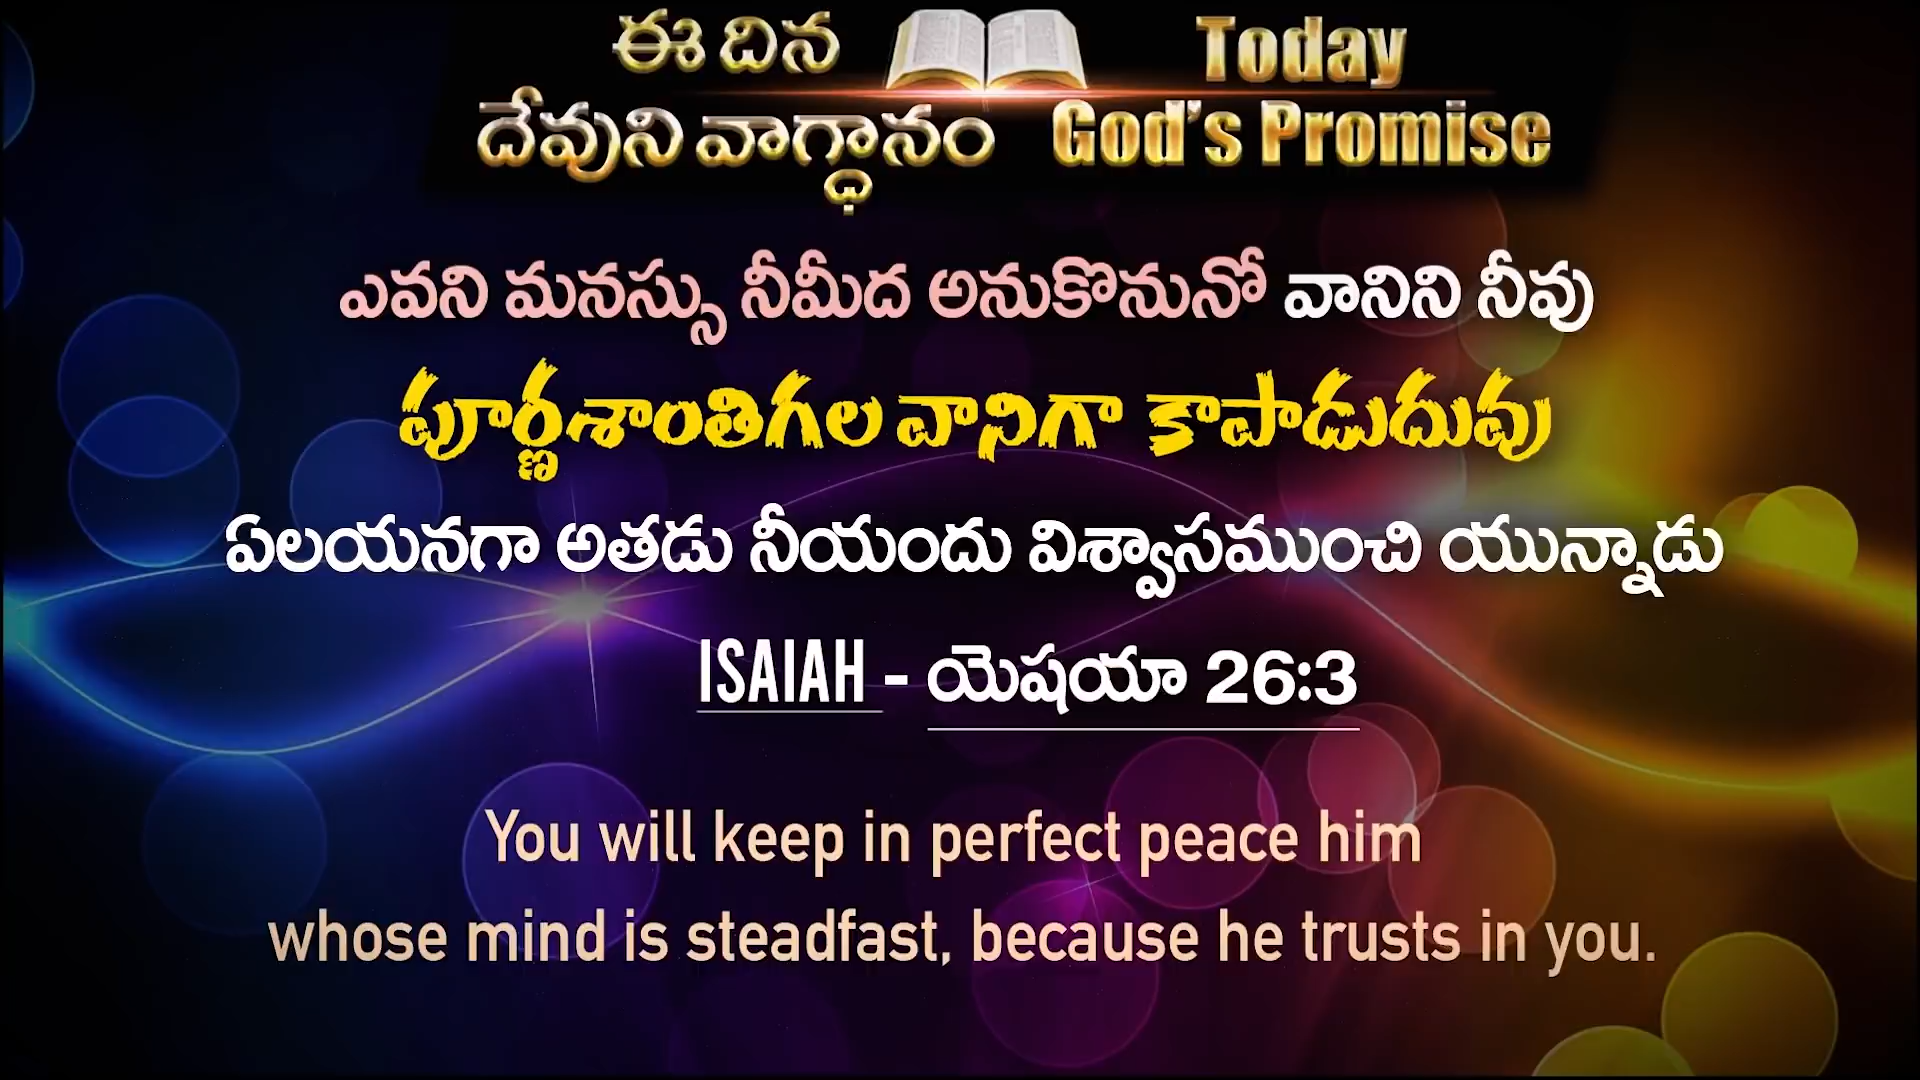 ఈ దిన
దేవుని వాగ్ధానం
Today
God's Promise
ఎవని మనస్సు నీమీద అనుకొనునో వానిని నీవు
పూర్ణశాంతిగల వానిగా కాపాడుదువు
ఏలయనగా అతడు నీయందు విశ్వాసముంచి యున్నాడు
ISAIAH - యెషయా 26:3
You will keep in perfect peace him
whose mind is steadfast, because he trusts in you.